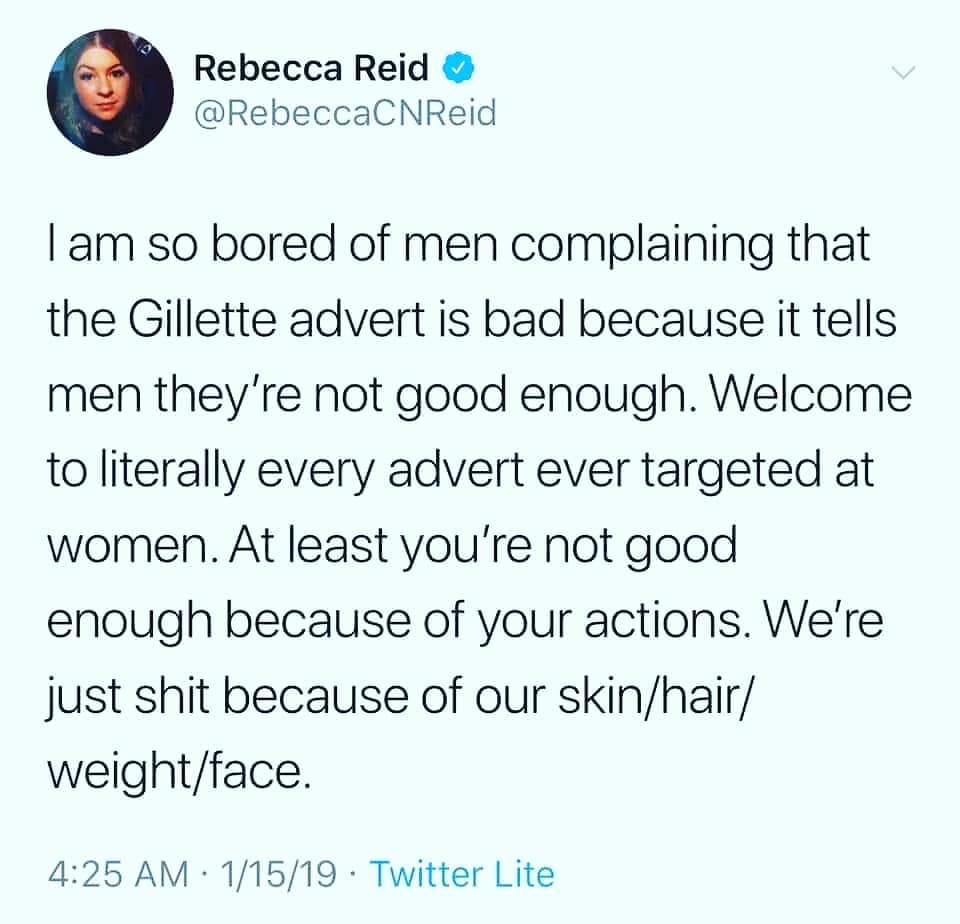 Rebecca Reid
@RebeccaCNReid
I am so bored of men complaining that
the Gillette advert is bad because it tells
men they're not good enough. Welcome
to literally every advert ever targeted at
women. At least you're not good
enough because of your actions. We're
just shit because of our skin/hair/
weight/face.
4:25 AM · 1/15/19 · Twitter Lite